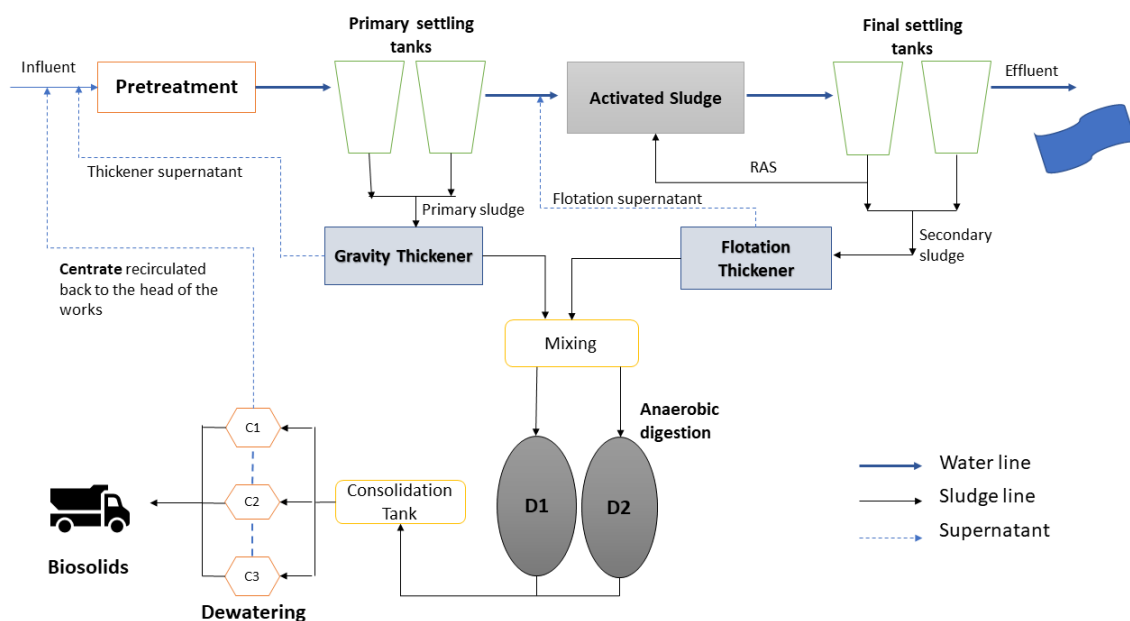 Primary settling
tanks
Final settling
tanks
Influent
Effluent
Pretreatment
Activated Sludge
Thickener supernatant
RAS
Flotation supernatant
Primary sludge
Secondary
sludge
Gravity Thickener
Flotation
Thickener
Centrate recirculated
back to the head of the
works
Mixing
Anaerobic
digestion
C1
C2
C3
Consolidation
Tank
D1
D2
Water line
Sludge line
Supernatant
Biosolids
Dewatering